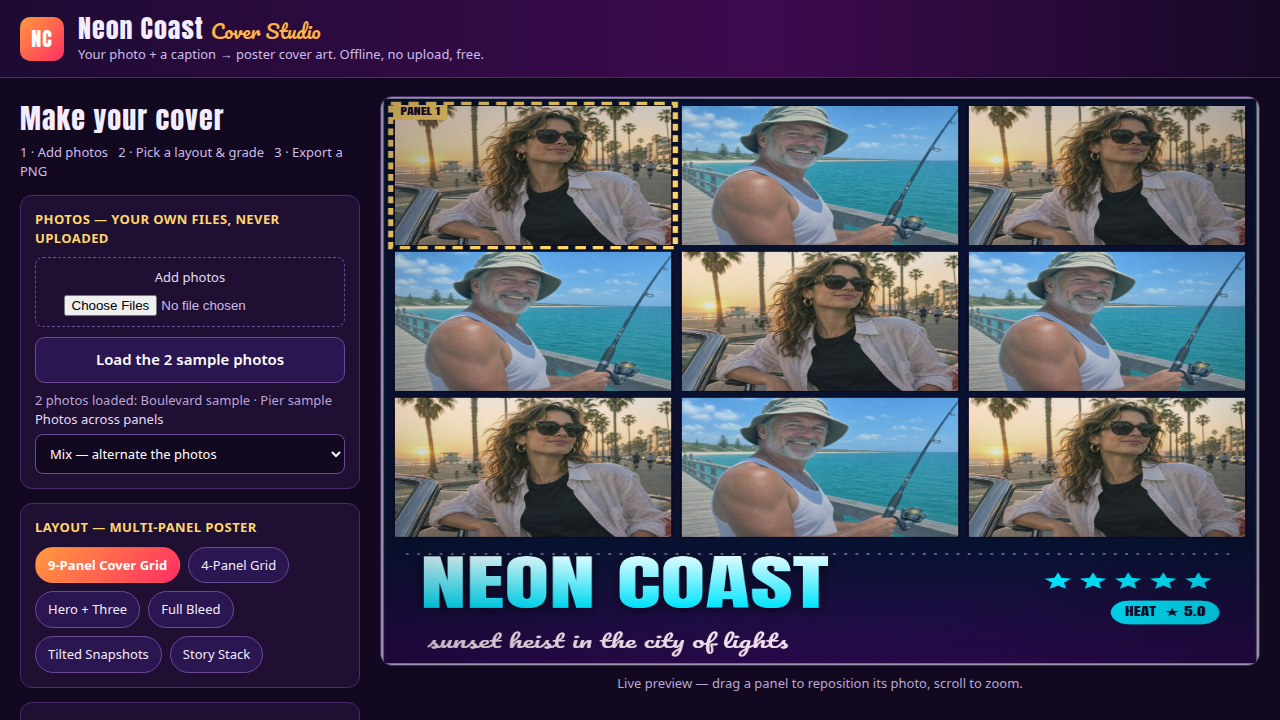 NC
Neon Coast Cover Studio
Your photo + a caption → poster cover art. Offline, no upload, free.
Make your cover
1 · Add photos 2 · Pick a layout & grade 3 · Export a
PNG
PHOTOS — YOUR OWN FILES, NEVER
UPLOADED
Add photos
Choose Files No file chosen
Load the 2 sample photos
2 photos loaded: Boulevard sample · Pier sample
Photos across panels
Mix — alternate the photos
LAYOUT — MULTI-PANEL POSTER
9-Panel Cover Grid 4-Panel Grid
Hero + Three Full Bleed
Tilted Snapshots Story Stack
PANEL 1
NEON COAST
HEAT ★ 5.0
sunset heist in the city of lights
Live preview — drag a panel to reposition its photo, scroll to zoom.